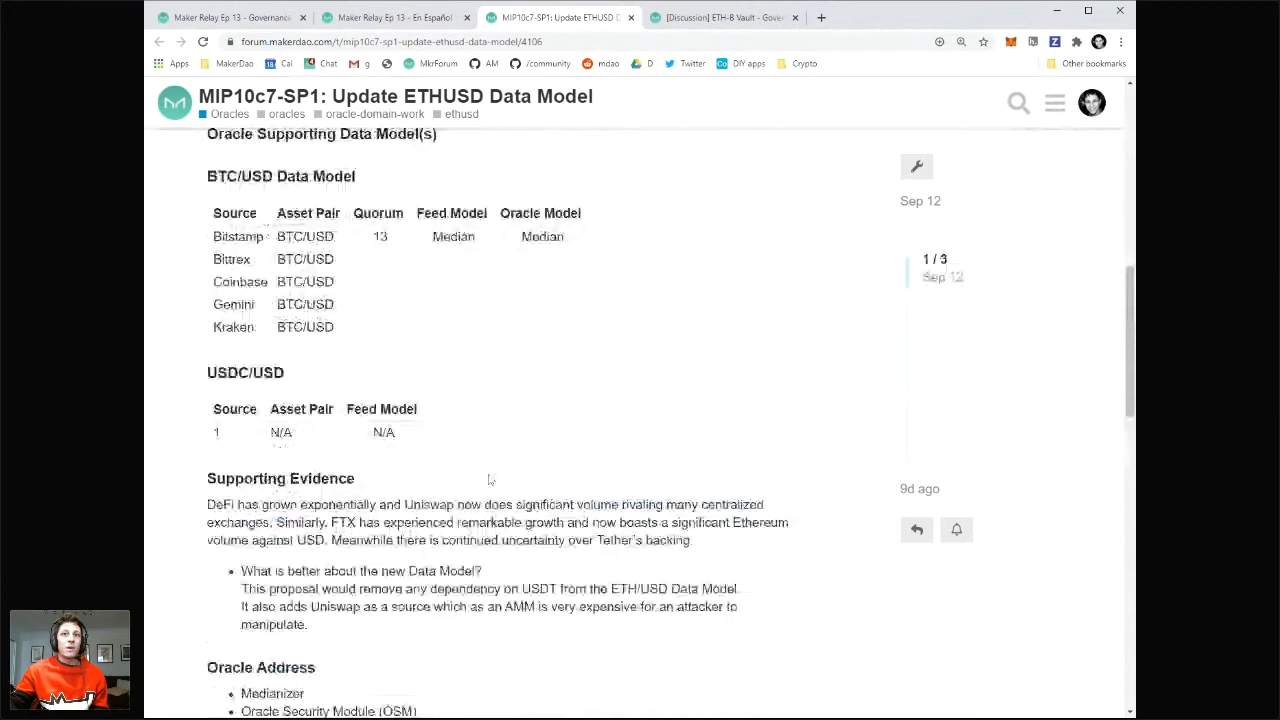 Maker Relay Ep 13 - Governance
Maker Relay Ep 13 - En Español
MIP10c7-SP1: Update ETHUSD D
[Discussion] ETH-B Vault - Gove
forum.makerdao.com/t/mip10c7-sp1-update-ethusd-data-model/4106
Apps
MakerDao
Cal
Chat
g
MkrForum
AM
/community
mdao
D
Twitter
DIY apps
Crypto
Other bookmarks
MIP10c7-SP1: Update ETHUSD Data Model
Oracles oracles oracle-domain-work ethusd
Oracle Supporting Data Model(s)
BTC/USD Data Model
Source Asset Pair Quorum Feed Model Oracle Model
Bitstamp BTC/USD 13 Median Median
Bittrex BTC/USD
Coinbase BTC/USD
Gemini BTC/USD
Kraken BTC/USD
USDC/USD
Source Asset Pair Feed Model
1 N/A N/A
Supporting Evidence
DeFi has grown exponentially and Uniswap now does significant volume rivaling many centralized
exchanges. Similarly, FTX has experienced remarkable growth and now boasts a significant Ethereum
volume against USD. Meanwhile there is continued uncertainty over Tether's backing.
What is better about the new Data Model?
This proposal would remove any dependency on USDT from the ETH/USD Data Model.
It also adds Uniswap as a source which as an AMM is very expensive for an attacker to
manipulate.
Oracle Address
Medianizer
Oracle Security Module (OSM)
Sep 12
1 / 3
Sep 12
9d ago